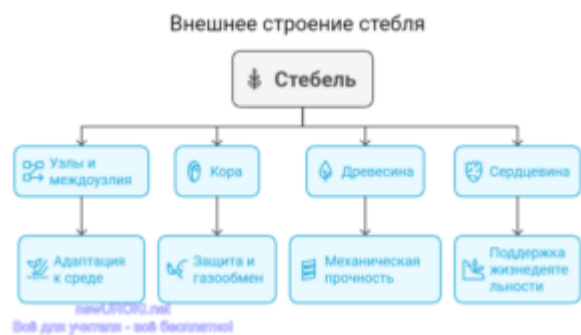 Внешнее строение стебля
Стебель
Узлы и
междоузлия
Кора
Древесина
Сердцевина
Адаптация
к среде
Защита и
газообмен
Механическая
прочность
Поддержка
жизнедеяте
льности
newUROKI.net
Всё для учителя - всё бесплатно!